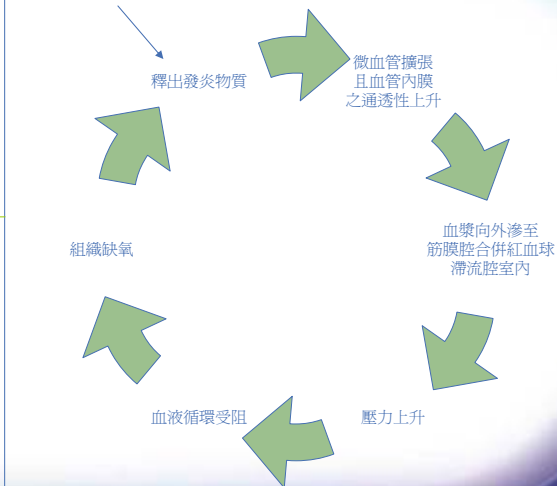 釋出發炎物質
微血管擴張
且血管內膜
之通透性上升
血漿向外滲至
筋膜腔合併紅血球
滯流腔室內
壓力上升
血液循環受阻
組織缺氧